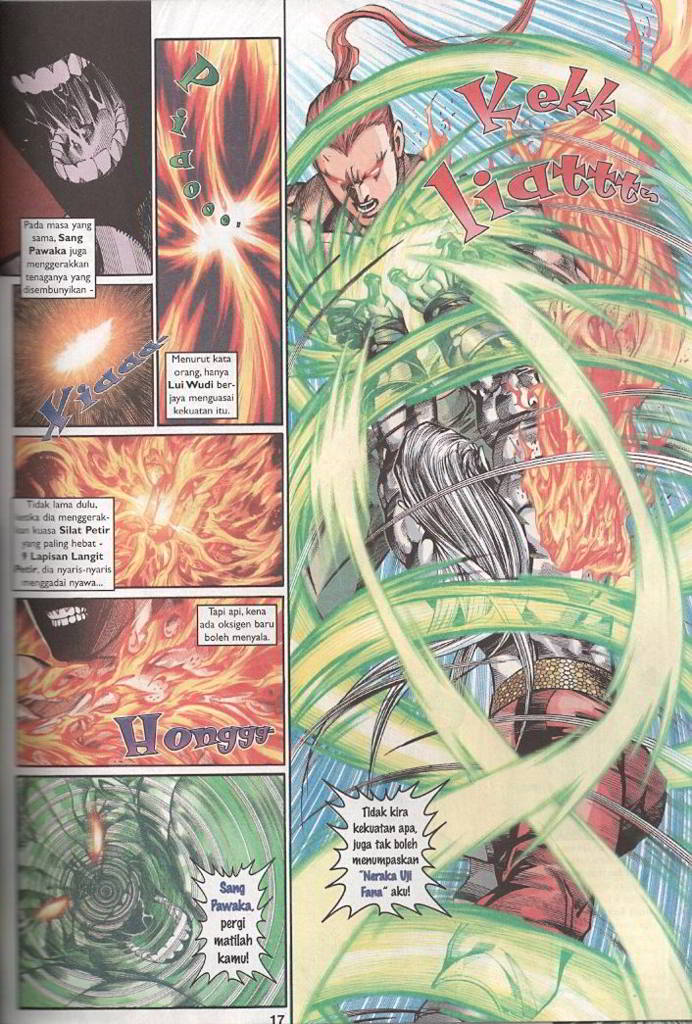 Pada masa yang
sama, Sang
Pawaka juga
menggerakkan
tenaganya yang
disembunyikan -
Piaooo...
Menurut kata
orang, hanya
Lui Wudi ber-
jaya menguasai
kekuatan itu.
Xiaaa
Tidak lama dulu,
ketika dia menggerak-
kan kuasa Silat Petir
yang paling hebat -
9 Lapisan Langit
Petir, dia nyaris-nyaris
menggadai nyawa...
Tapi api, kena
ada oksigen baru
boleh menyala.
Honggg
Sang
Pawaka,
pergi
matilah
kamu!
17
Kekk
liatttt...
Tidak kira
kekuatan apa,
juga tak boleh
menumpaskan
"Neraka Uji
Fana" aku!